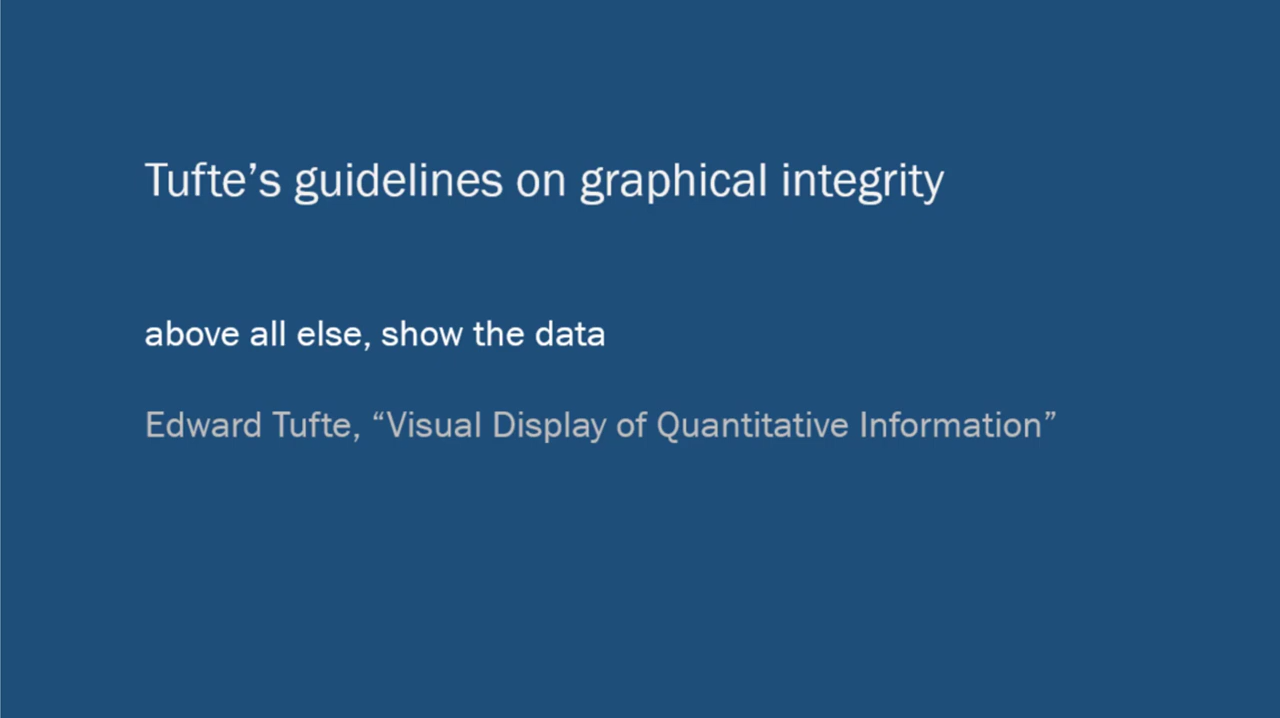 Tufte’s guidelines on graphical integrity
above all else, show the data
Edward Tufte, “Visual Display of Quantitative Information”